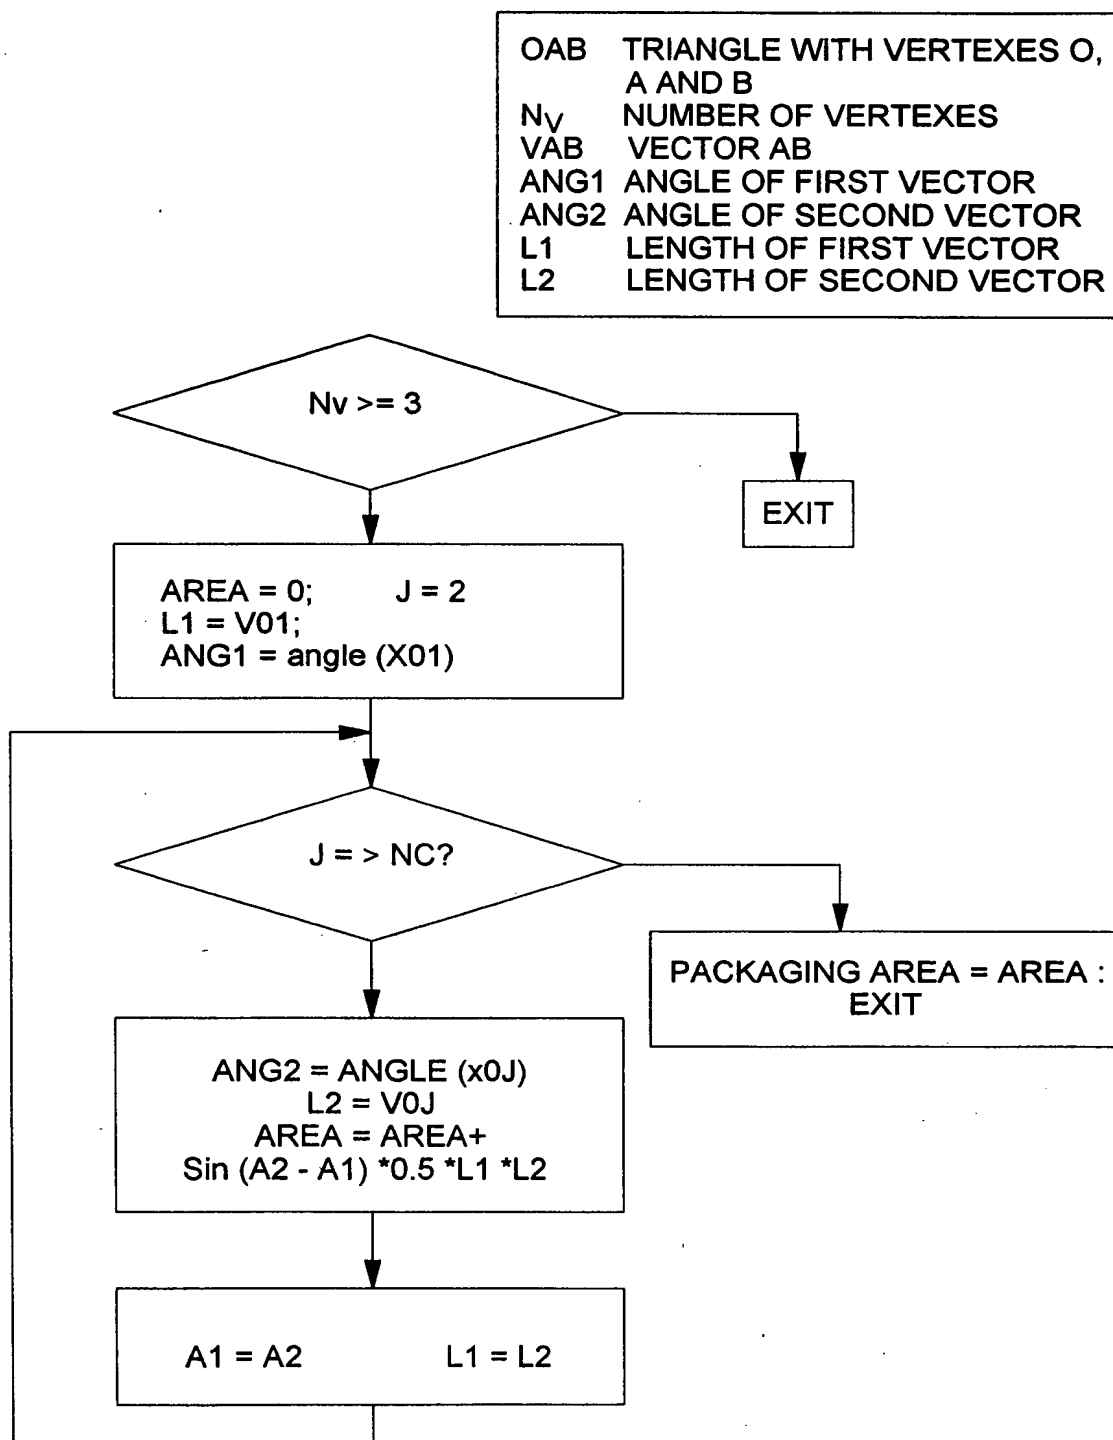 OAB TRIANGLE WITH VERTEXES O,
A AND B
NV NUMBER OF VERTEXES
VAB VECTOR AB
ANG1 ANGLE OF FIRST VECTOR
ANG2 ANGLE OF SECOND VECTOR
L1 LENGTH OF FIRST VECTOR
L2 LENGTH OF SECOND VECTOR
Nv >= 3
EXIT
AREA = 0; J = 2
L1 = V01;
ANG1 = angle (X01)
J = > NC?
PACKAGING AREA = AREA :
EXIT
ANG2 = ANGLE (x0J)
L2 = V0J
AREA = AREA+
Sin (A2 - A1) *0.5 *L1 *L2
A1 = A2 L1 = L2